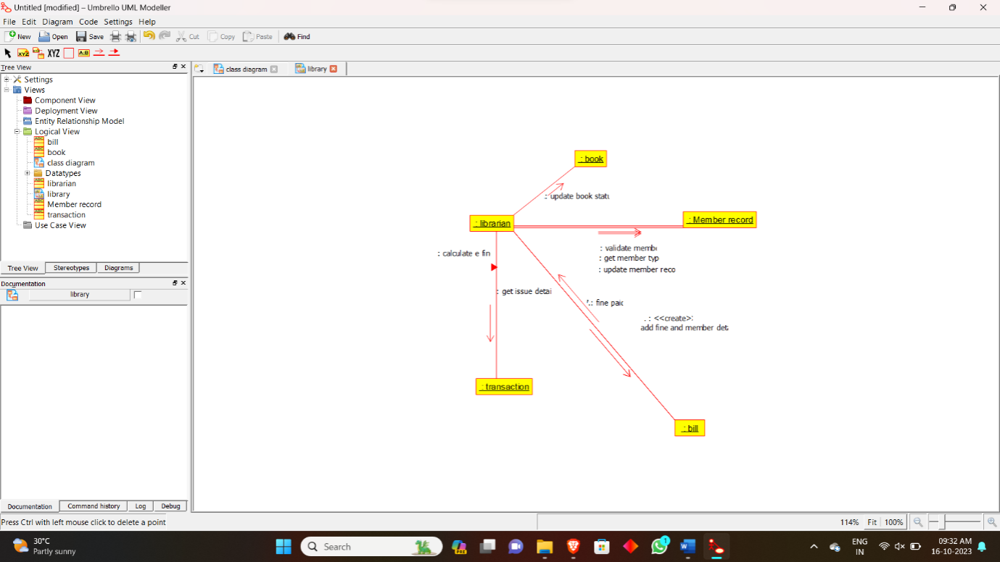 Untitled [modified] – Umbrello UML Modeller
File Edit Diagram Code Settings Help
New Open Save Cut Copy Paste Find
XYZ XYZ A:B
Tree View
class diagram library
Settings
Views
Component View
Deployment View
Entity Relationship Model
Logical View
bill
book
class diagram
Datatypes
librarian
library
Member record
transaction
Use Case View
Tree View Stereotypes Diagrams
Documentation
library
: book
: update book statu
: librarian
: Member record
: calculate e fin
: validate membe
: get member typ
: update member reco
: get issue detai
: fine paid
: <<create>
add fine and member det
: transaction
: bill
Documentation Command history Log Debug
Press Ctrl with left mouse click to delete a point
114% Fit 100%
30°C
Partly sunny
Search
PRE
1
ENG
IN
09:32 AM
16-10-2023